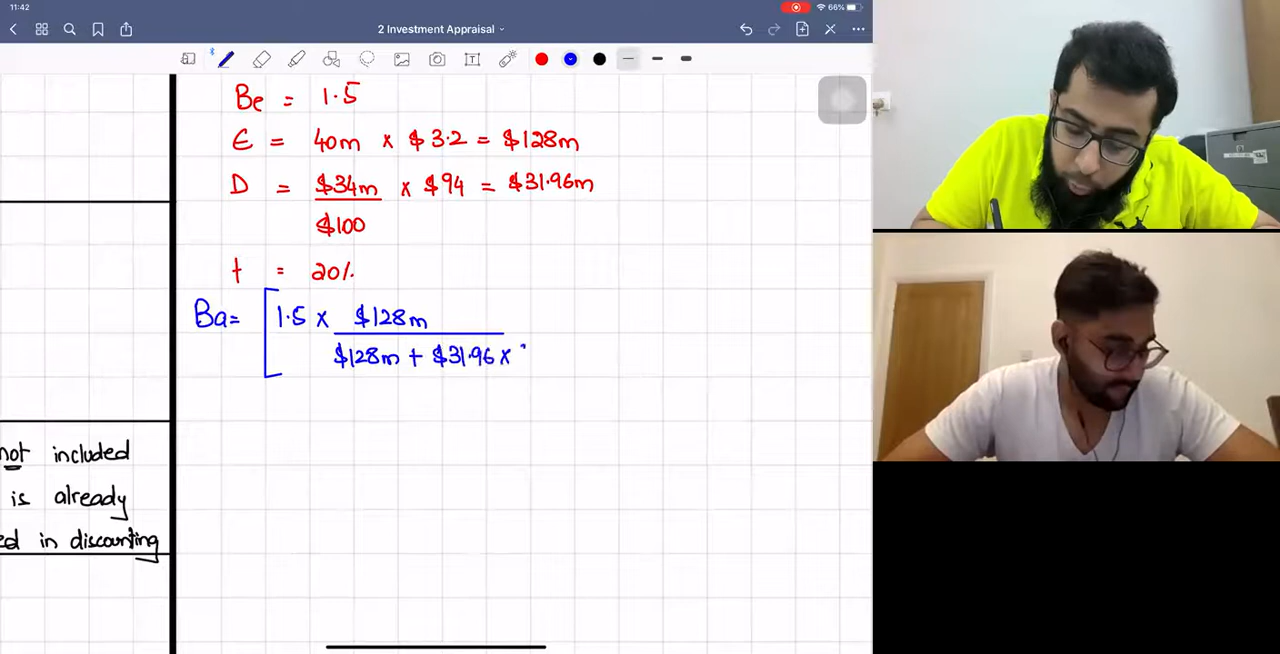 11:42
66%
2 Investment Appraisal
T
Be = 1.5
E = 40m × $3.2 = $128m
D = $34m × $94 = $31.96m
$100
t = 20%
Ba = [1.5 × $128m
$128m + $31.96 ×
not included
is already
ed in discounting